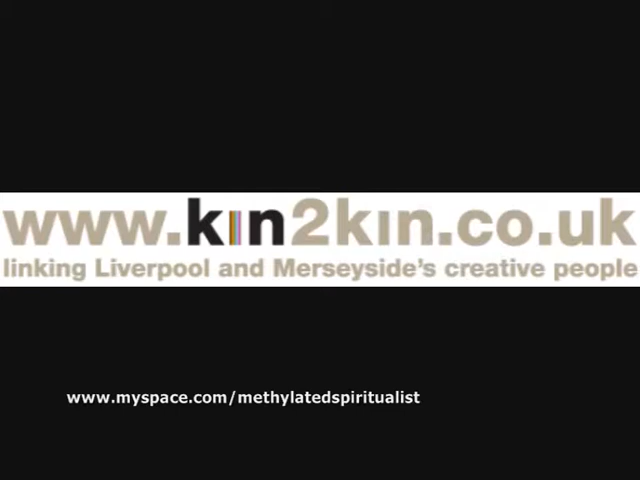 www.kin2kin.co.uk
linking Liverpool and Merseyside's creative people
www.myspace.com/methylatedspiritualist